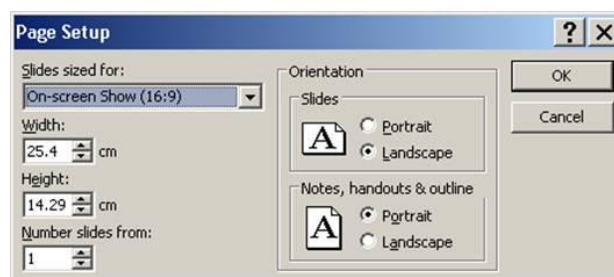 Page Setup
Slides sized for:
On-screen Show (16:9)
Width:
25.4 cm
Height:
14.29 cm
Number slides from:
1
Orientation
Slides
A
Portrait
Landscape
Notes, handouts & outline
A
Portrait
Landscape
OK
Cancel